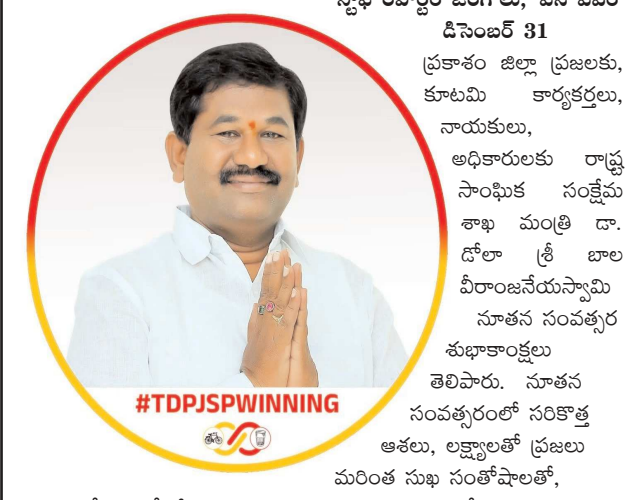 డిసెంబర్ 31
ప్రకాశం జిల్లా ప్రజలకు,
కూటమి కార్యకర్తలు,
నాయకులు,
అధికారులకు రాష్ట్ర
సాంఘిక సంక్షేమ
శాఖ మంత్రి డా.
డోలా శ్రీ బాల
వీరాంజనేయస్వామి
నూతన సంవత్సర
శుభాకాంక్షలు
తెలిపారు. నూతన
సంవత్సరంలో సరికొత్త
ఆశలు, లక్ష్యాలతో ప్రజలు
మరింత సుఖ సంతోషాలతో,
#TDPJSPWINNING